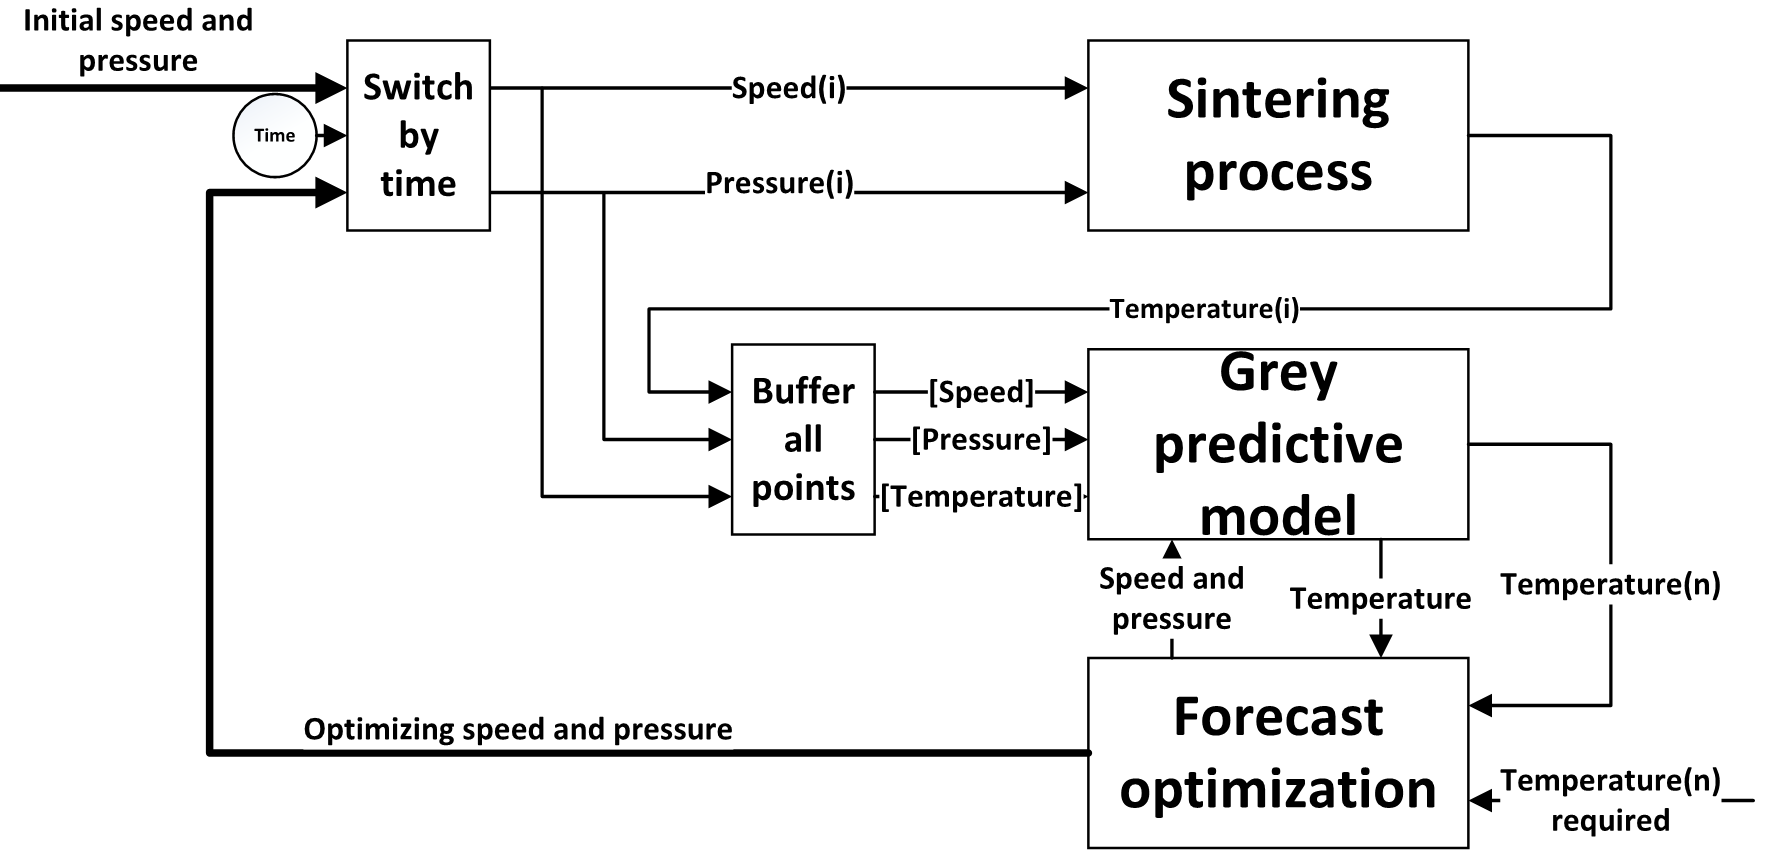 Initial speed and
pressure
Time
Switch
by
time
Speed(i)
Pressure(i)
Sintering
process
Temperature(i)
Buffer
all
points
[Speed]
[Pressure]
[Temperature]
Grey
predictive
model
Speed and
pressure
Temperature
Temperature(n)
Optimizing speed and pressure
Forecast
optimization
Temperature(n)
required